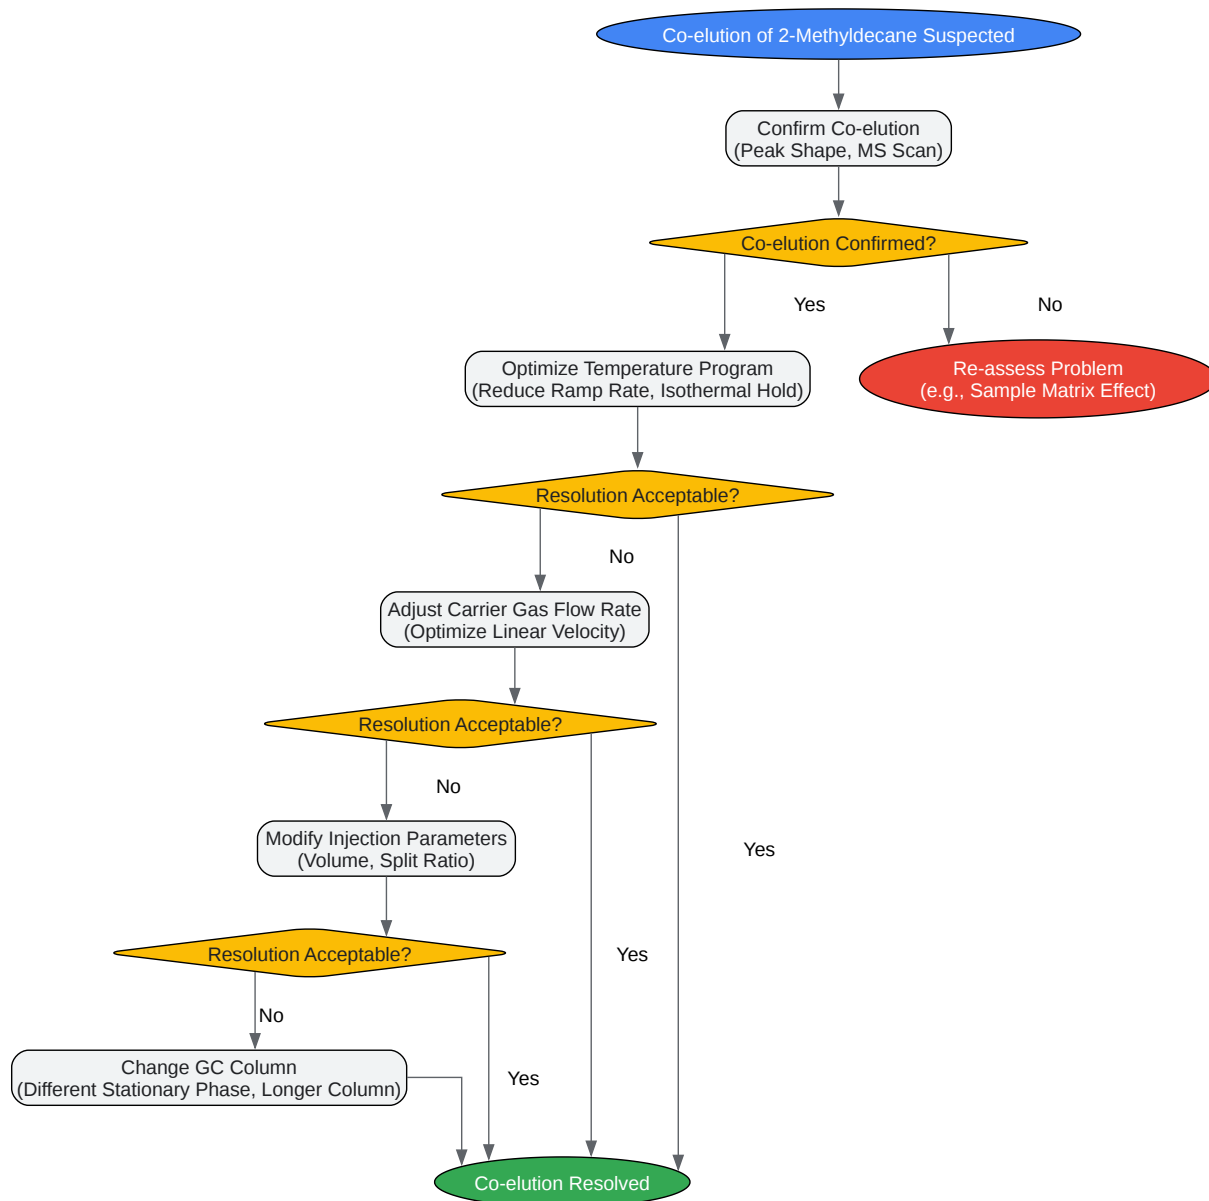 Co-elution of 2-Methyldecane Suspected
Confirm Co-elution
(Peak Shape, MS Scan)
Co-elution Confirmed?
Yes
No
Optimize Temperature Program
(Reduce Ramp Rate, Isothermal Hold)
Re-assess Problem
(e.g., Sample Matrix Effect)
Resolution Acceptable?
No
Adjust Carrier Gas Flow Rate
(Optimize Linear Velocity)
Resolution Acceptable?
No
Modify Injection Parameters
(Volume, Split Ratio)
Yes
Resolution Acceptable?
Yes
No
Change GC Column
(Different Stationary Phase, Longer Column)
Yes
Co-elution Resolved